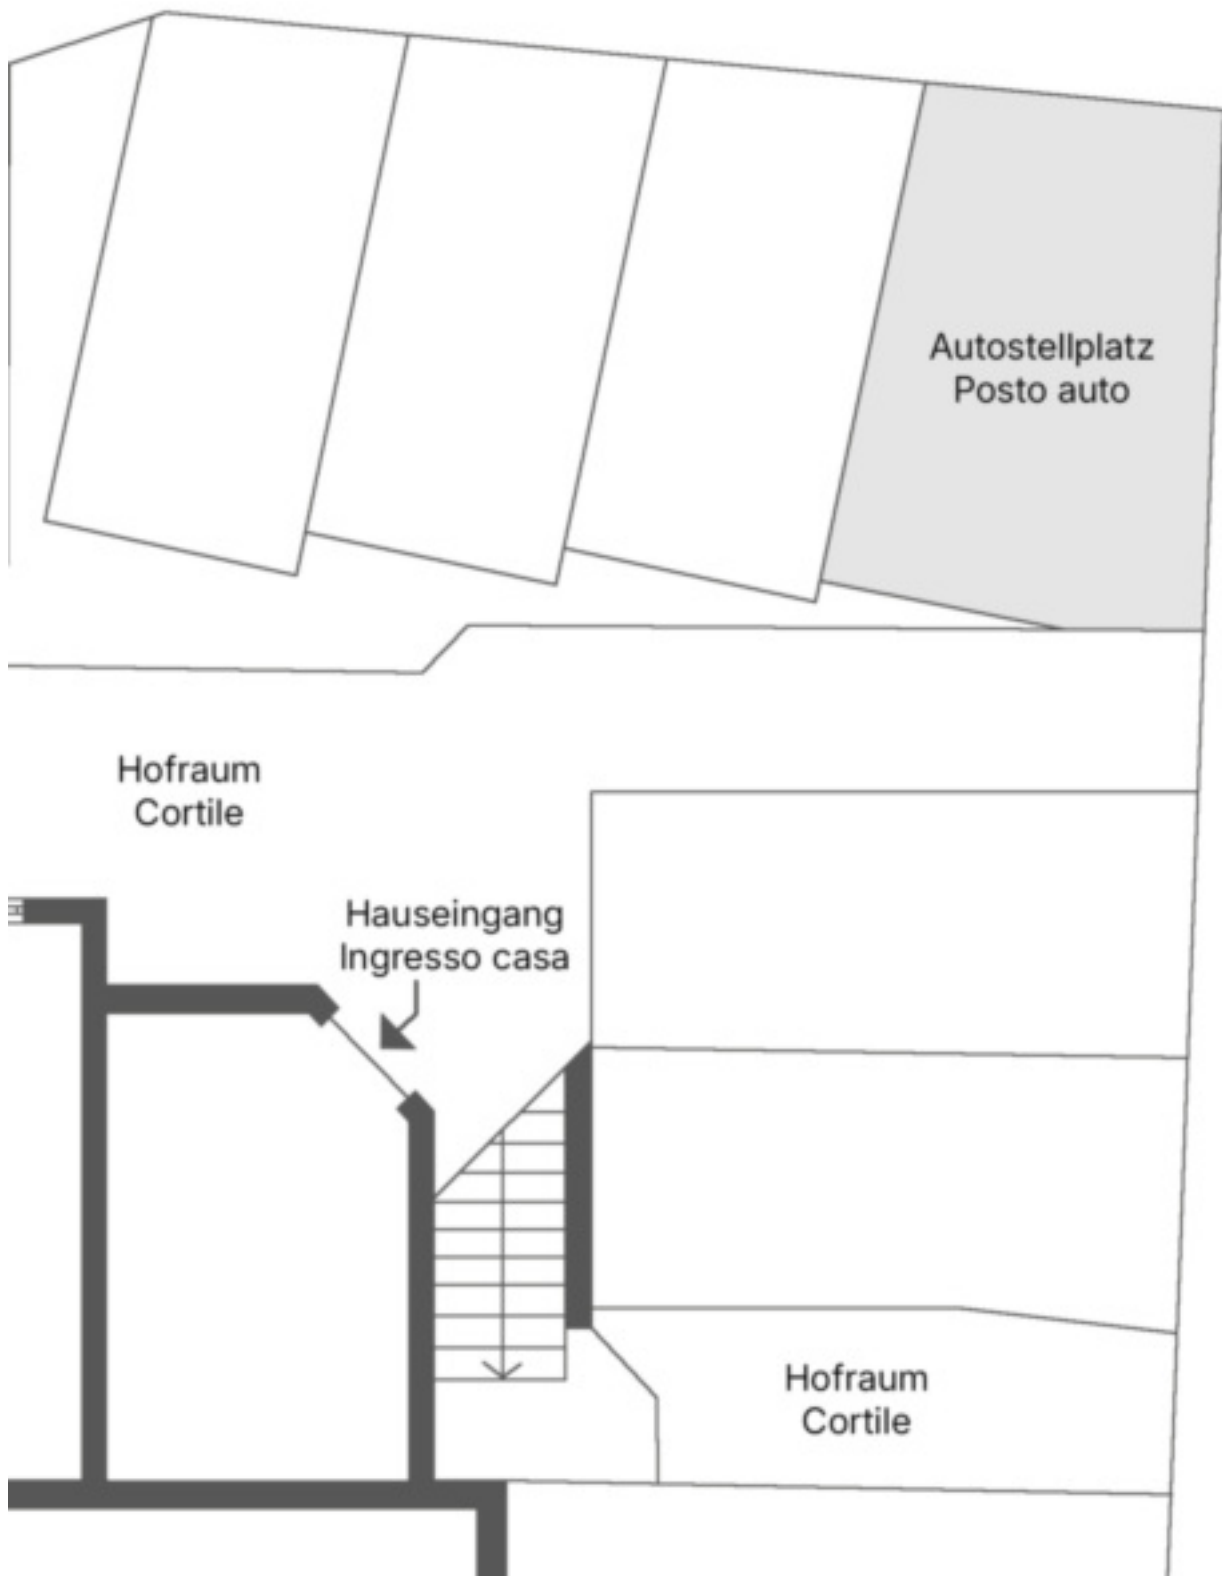 Autostellplatz
Posto auto
Hofraum
Cortile
Hauseingang
Ingresso casa
Hofraum
Cortile